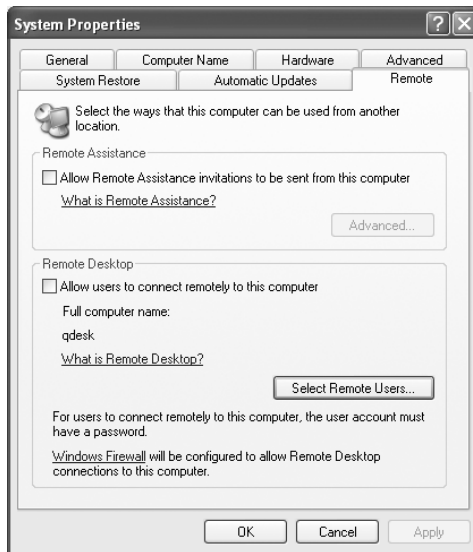 System Properties
General Computer Name Hardware Advanced
System Restore Automatic Updates Remote
Select the ways that this computer can be used from another
location.
Remote Assistance
Allow Remote Assistance invitations to be sent from this computer
What is Remote Assistance?
Advanced...
Remote Desktop
Allow users to connect remotely to this computer
Full computer name:
qdesk
What is Remote Desktop?
Select Remote Users...
For users to connect remotely to this computer, the user account must
have a password.
Windows Firewall will be configured to allow Remote Desktop
connections to this computer.
OK Cancel Apply